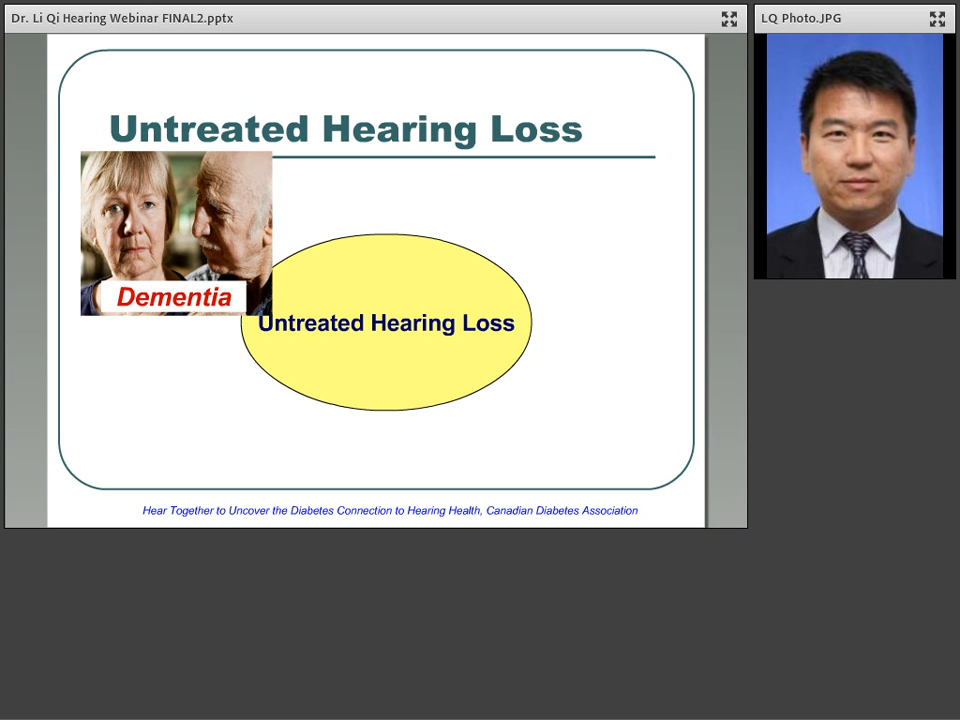 Dr. Li Qi Hearing Webinar FINAL2.pptx
LQ Photo.JPG
Untreated Hearing Loss
Dementia
Untreated Hearing Loss
Hear Together to Uncover the Diabetes Connection to Hearing Health, Canadian Diabetes Association